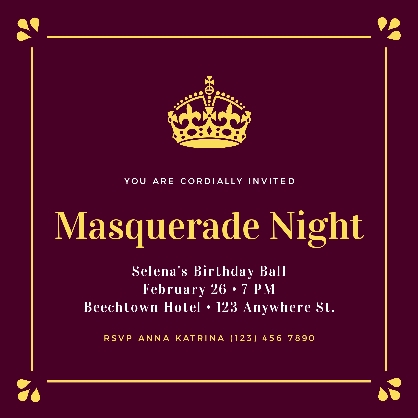 YOU ARE CORDIALLY INVITED
Masquerade Night
Selena's Birthday Ball
February 26 • 7 PM
Beechtown Hotel • 123 Anywhere St.
RSVP ANNA KATRINA (123) 456 7890